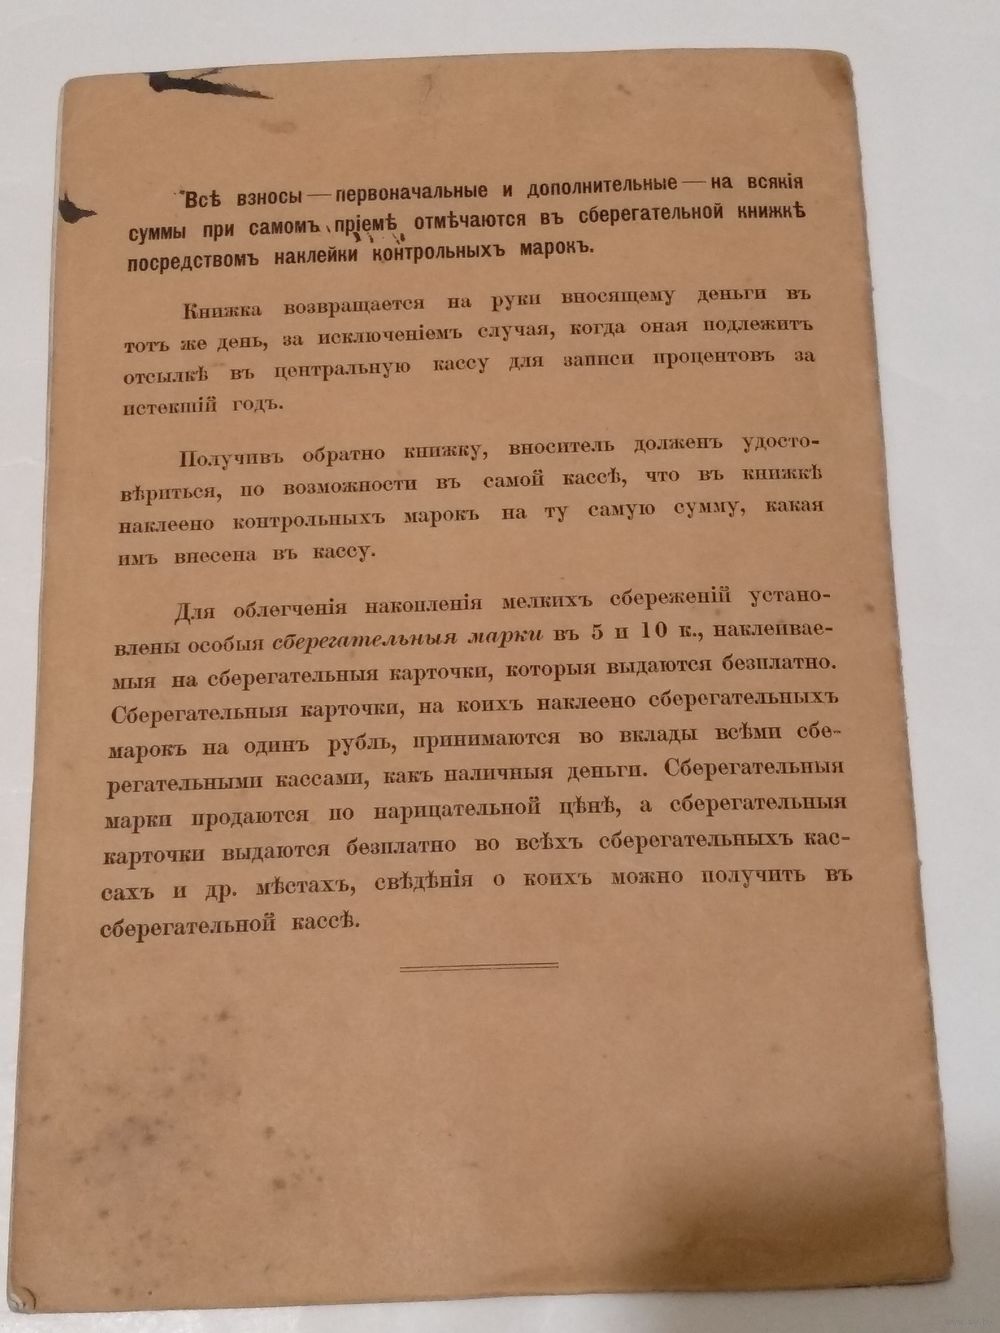 Всѣ взносы — первоначальные и дополнительные — на всякія
суммы при самомъ пріемѣ отмѣчаются въ сберегательной книжкѣ
посредствомъ наклейки контрольныхъ марокъ.
Книжка возвращается на руки вносящему деньги въ
тотъ же день, за исключеніемъ случая, когда оная подлежитъ
отсылкѣ въ центральную кассу для записи процентовъ за
истекшій годъ.
Получивъ обратно книжку, вноситель долженъ удосто-
вѣриться, по возможности въ самой кассѣ, что въ книжкѣ
наклеено контрольныхъ марокъ на ту самую сумму, какая
имъ внесена въ кассу.
Для облегченія накопленія мелкихъ сбереженій устано-
влены особыя сберегательныя марки въ 5 и 10 к., наклеивае-
мыя на сберегательныя карточки, которыя выдаются безплатно.
Сберегательныя карточки, на коихъ наклеено сберегательныхъ
марокъ на одинъ рубль, принимаются во вклады всѣми сбе-
регательными кассами, какъ наличныя деньги. Сберегательныя
марки продаются по нарицательной цѣнѣ, а сберегательныя
карточки выдаются безплатно во всѣхъ сберегательныхъ кас-
сахъ и др. мѣстахъ, свѣдѣнія о коихъ можно получить въ
сберегательной кассѣ.